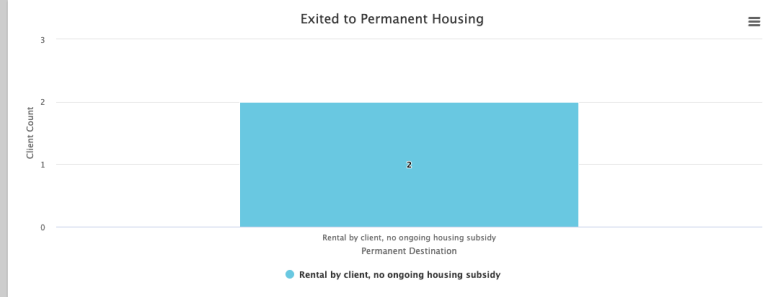 Exited to Permanent Housing
3
2
1
0
Client Count
2
Rental by client, no ongoing housing subsidy
Permanent Destination
Rental by client, no ongoing housing subsidy